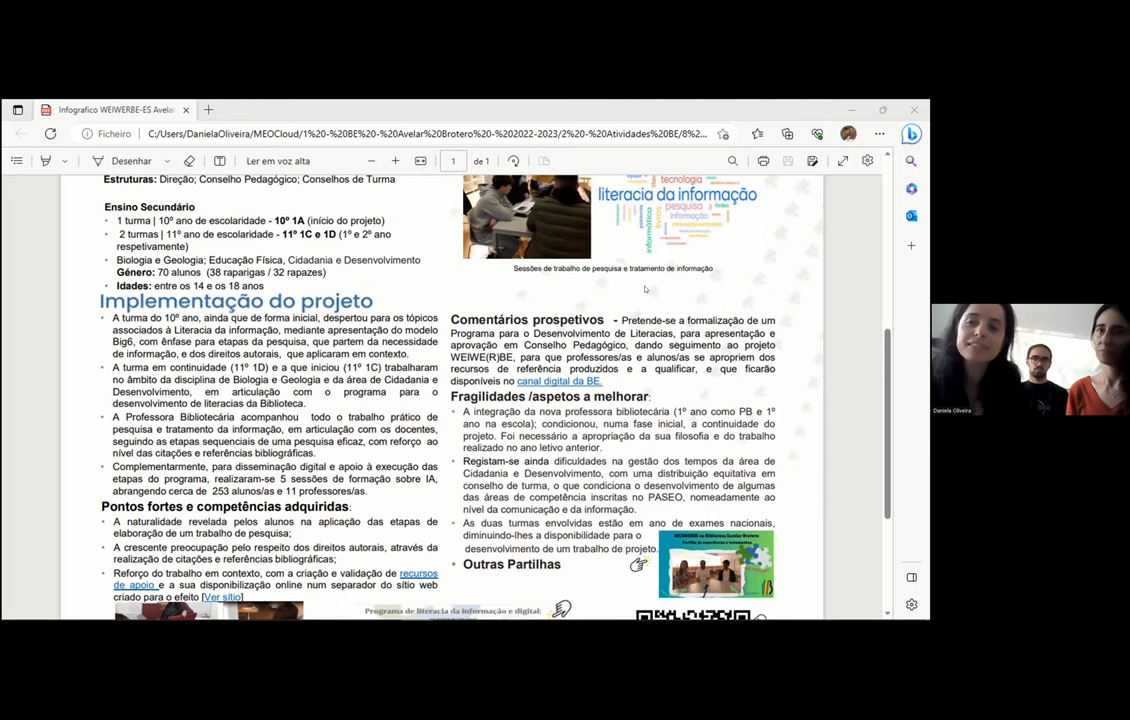 Infografico WEIWERBE-ES Avelar
Ficheiro
C:/Users/DanielaOliveira/MEOCloud/1%20-%20BE%20-%20Avelar%20Brotero%20-%202022-2023/2%20-%20Atividades%20BE/8%2...
Desenhar
Ler em voz alta
1
de 1
Estruturas: Direção; Conselho Pedagógico; Conselhos de Turma
Ensino Secundário
1 turma | 10º ano de escolaridade - 10º 1A (início do projeto)
2 turmas | 11º ano de escolaridade - 11º 1C e 1D (1º e 2º ano
respetivamente)
Biologia e Geologia; Educação Física, Cidadania e Desenvolvimento
Género: 70 alunos (38 raparigas / 32 rapazes)
Idades: entre os 14 e os 18 anos
Implementação do projeto
A turma do 10º ano, ainda que de forma inicial, despertou para os tópicos
associados à Literacia da informação, mediante apresentação do modelo
Big6, com ênfase para etapas da pesquisa, que partem da necessidade
de informação, e dos direitos autorais, que aplicaram em contexto.
A turma em continuidade (11º 1D) e a que iniciou (11º 1C) trabalharam
no âmbito da disciplina de Biologia e Geologia e da área de Cidadania e
Desenvolvimento, em articulação com o programa para o
desenvolvimento de literacias da Biblioteca.
A Professora Bibliotecária acompanhou todo o trabalho prático de
pesquisa e tratamento da informação, em articulação com os docentes,
seguindo as etapas sequenciais de uma pesquisa eficaz, com reforço ao
nível das citações e referências bibliográficas.
Complementarmente, para disseminação digital e apoio à execução das
etapas do programa, realizaram-se 5 sessões de formação sobre IA,
abrangendo cerca de 253 alunos/as e 11 professores/as.
Pontos fortes e competências adquiridas:
A naturalidade revelada pelos alunos na aplicação das etapas de
elaboração de um trabalho de pesquisa;
A crescente preocupação pelo respeito dos direitos autorais, através da
realização de citações e referências bibliográficas;
Reforço do trabalho em contexto, com a criação e validação de recursos
de apoio e a sua disponibilização online num separador do sítio web
criado para o efeito [Ver sítio]
tecnologia
literacia da informação
pesquisa
informação
informática
livros
Sessões de trabalho de pesquisa e tratamento de informação
Comentários prospetivos - Pretende-se a formalização de um
Programa para o Desenvolvimento de Literacias, para apresentação e
aprovação em Conselho Pedagógico, dando seguimento ao projeto
WEIWE(R)BE, para que professores/as e alunos/as se apropriem dos
recursos de referência produzidos e a qualificar, e que ficarão
disponíveis no canal digital da BE.
Fragilidades /aspetos a melhorar:
A integração da nova professora bibliotecária (1º ano como PB e 1º
ano na escola); condicionou, numa fase inicial, a continuidade do
projeto. Foi necessário a apropriação da sua filosofia e do trabalho
realizado no ano letivo anterior.
Registam-se ainda dificuldades na gestão dos tempos da área de
Cidadania e Desenvolvimento, com uma distribuição equitativa em
conselho de turma, o que condiciona o desenvolvimento de algumas
das áreas de competência inscritas no PASEO, nomeadamente ao
nível da comunicação e da informação.
As duas turmas envolvidas estão em ano de exames nacionais,
diminuindo-lhes a disponibilidade para o
desenvolvimento de um trabalho de projeto.
Outras Partilhas
WEIWERBE na Biblioteca Escolar Brotero
Partilha de experiências e testemunhos.
Programa de literacia da informação e digital:
Daniela Oliveira